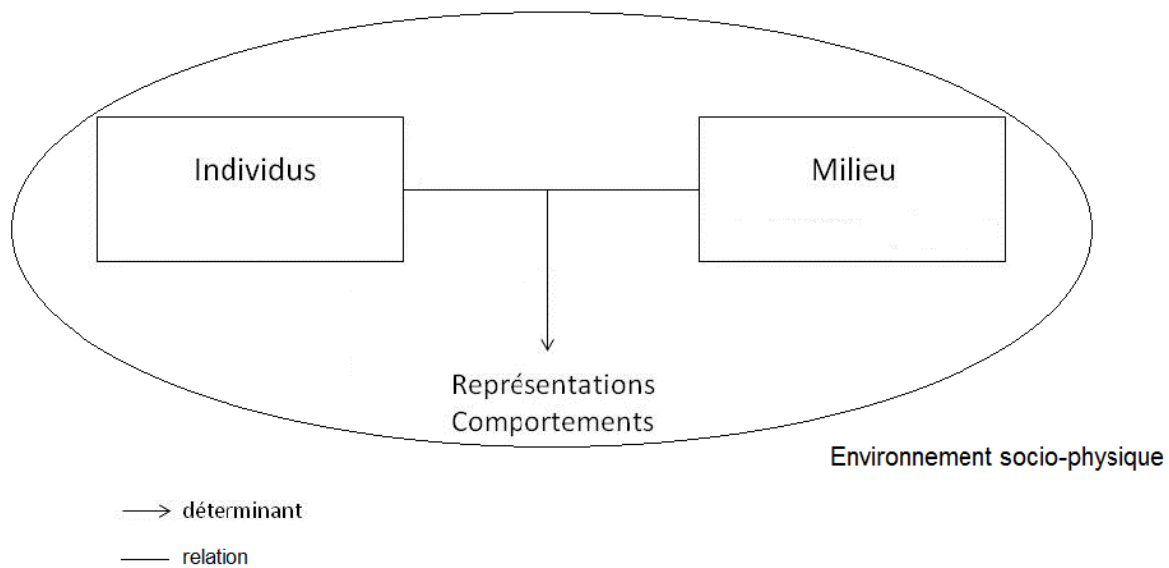 Individus
Milieu
Représentations
Comportements
Environnement socio-physique
déterminant
relation